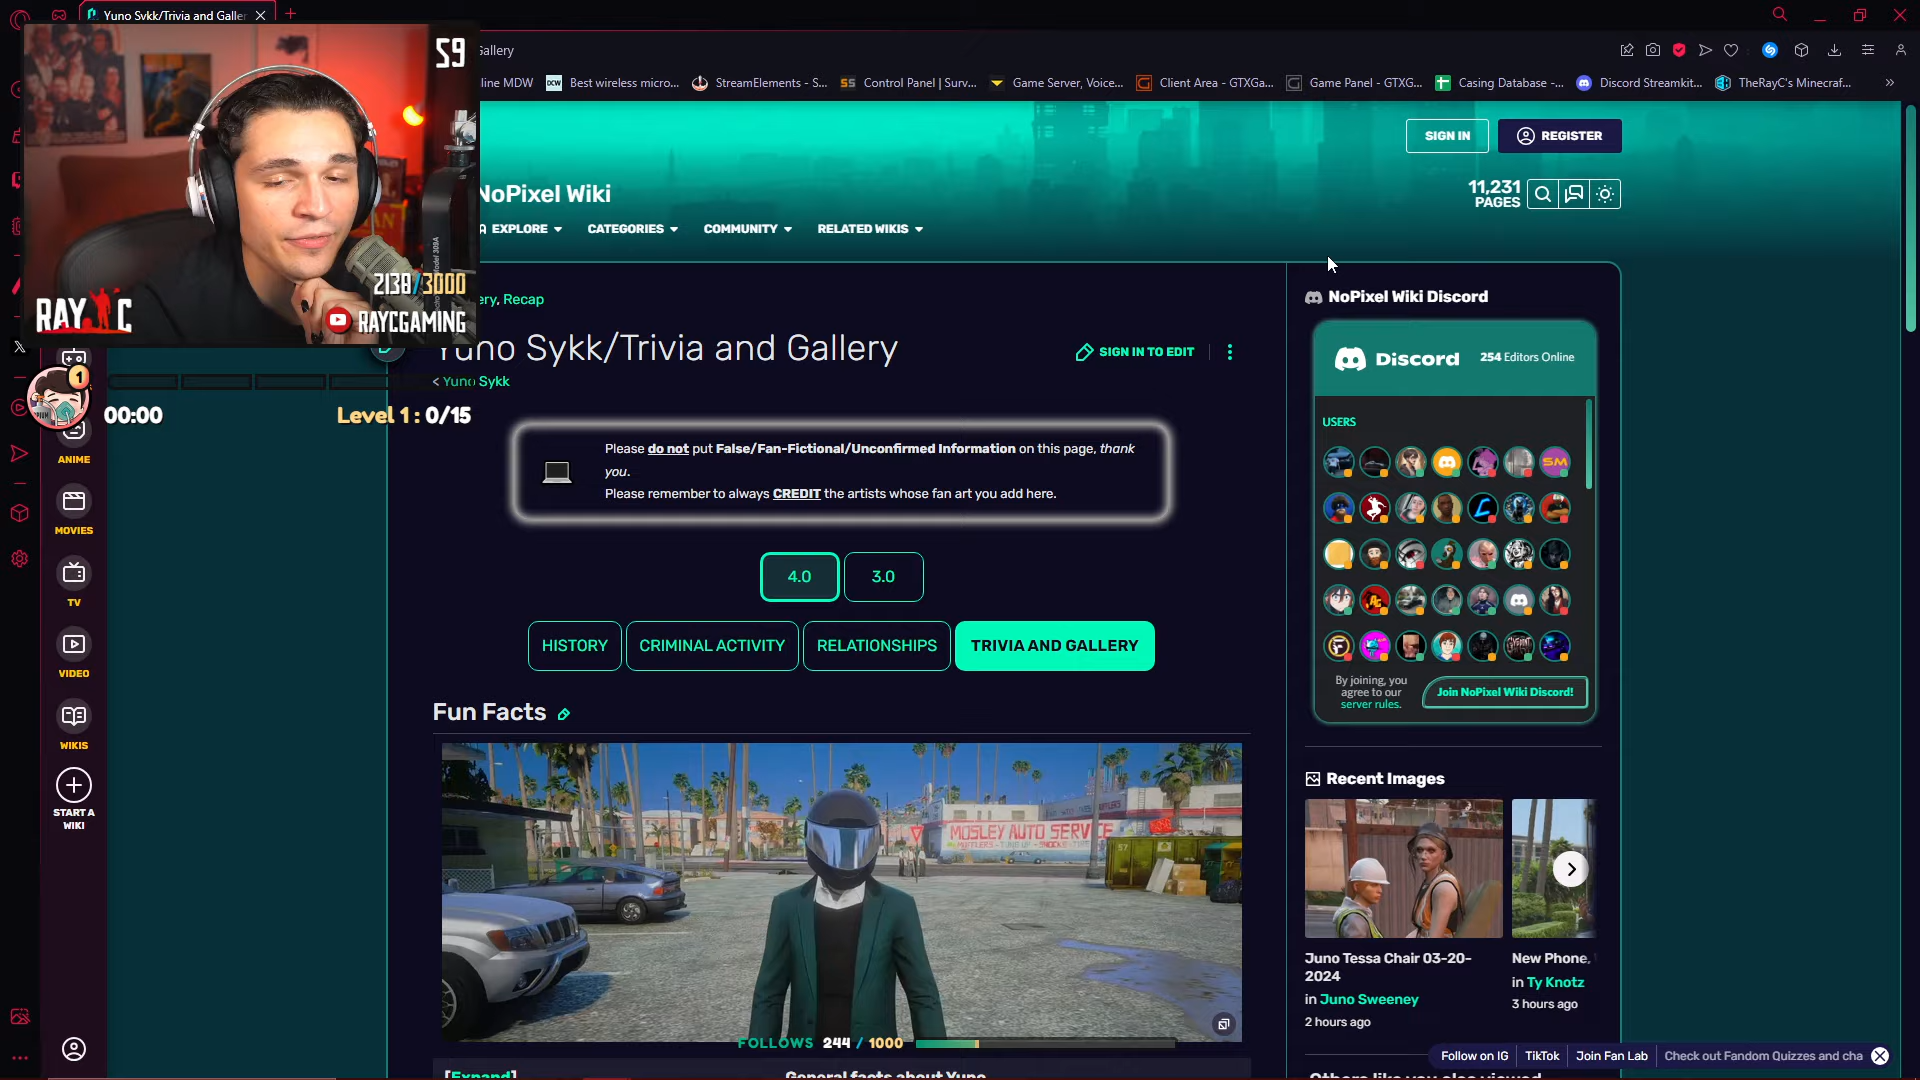 Yuno Sykk/Trivia and Galler
Gallery
line MDW
Best wireless micro...
StreamElements - S...
Control Panel | Surv...
Game Server, Voice...
Client Area - GTXGa...
Game Panel - GTXG...
Casing Database -...
Discord Streamkit...
TheRayC's Minecraf...
59
2138/3000
RAYCGAMING
RAY C
SIGN IN
REGISTER
NoPixel Wiki
11,231
PAGES
EXPLORE
CATEGORIES
COMMUNITY
RELATED WIKIS
ery, Recap
Yuno Sykk/Trivia and Gallery
SIGN IN TO EDIT
< Yuno Sykk
1
00:00
Level 1 : 0/15
ANIME
MOVIES
TV
VIDEO
WIKIS
START A
WIKI
Please do not put False/Fan-Fictional/Unconfirmed Information on this page, thank
you.
Please remember to always CREDIT the artists whose fan art you add here.
4.0
3.0
HISTORY
CRIMINAL ACTIVITY
RELATIONSHIPS
TRIVIA AND GALLERY
Fun Facts
MOSLEY AUTO SERVICE
FOLLOWS 244 / 1000
[Expand]
General facts about Yuno
NoPixel Wiki Discord
Discord
254 Editors Online
USERS
SM
By joining, you
agree to our
server rules.
Join NoPixel Wiki Discord!
Recent Images
Juno Tessa Chair 03-20-
2024
in Juno Sweeney
2 hours ago
New Phone,
in Ty Knotz
3 hours ago
Follow on IG
TikTok
Join Fan Lab
Check out Fandom Quizzes and cha
Others like you also viewed